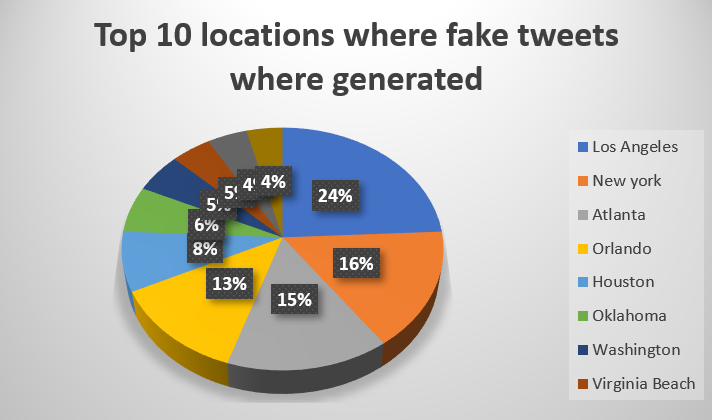 Top 10 locations where fake tweets
where generated
24%
16%
15%
13%
8%
6%
5%
5%
4%
4%
Los Angeles
New york
Atlanta
Orlando
Houston
Oklahoma
Washington
Virginia Beach